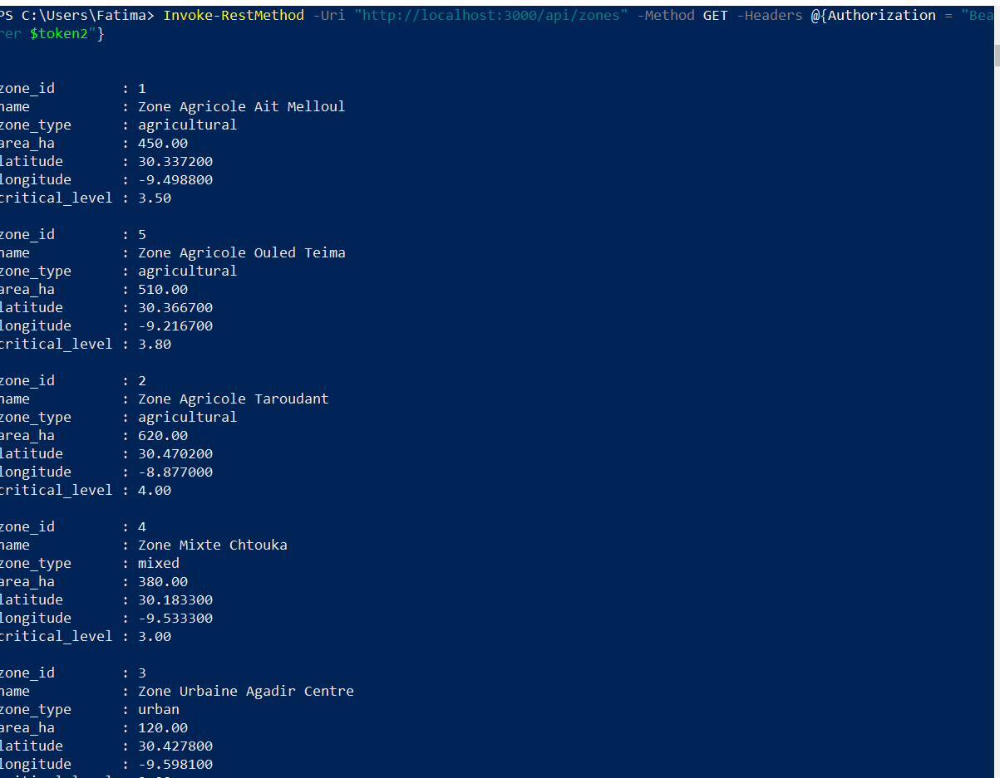 PS C:\Users\Fatima> Invoke-RestMethod -Uri "http://localhost:3000/api/zones" -Method GET -Headers @{Authorization = "Bea
rer $token2"}
zone_id : 1
name : Zone Agricole Ait Melloul
zone_type : agricultural
area_ha : 450.00
latitude : 30.337200
longitude : -9.498800
critical_level : 3.50
zone_id : 5
name : Zone Agricole Ouled Teima
zone_type : agricultural
area_ha : 510.00
latitude : 30.366700
longitude : -9.216700
critical_level : 3.80
zone_id : 2
name : Zone Agricole Taroudant
zone_type : agricultural
area_ha : 620.00
latitude : 30.470200
longitude : -8.877000
critical_level : 4.00
zone_id : 4
name : Zone Mixte Chtouka
zone_type : mixed
area_ha : 380.00
latitude : 30.183300
longitude : -9.533300
critical_level : 3.00
zone_id : 3
name : Zone Urbaine Agadir Centre
zone_type : urban
area_ha : 120.00
latitude : 30.427800
longitude : -9.598100